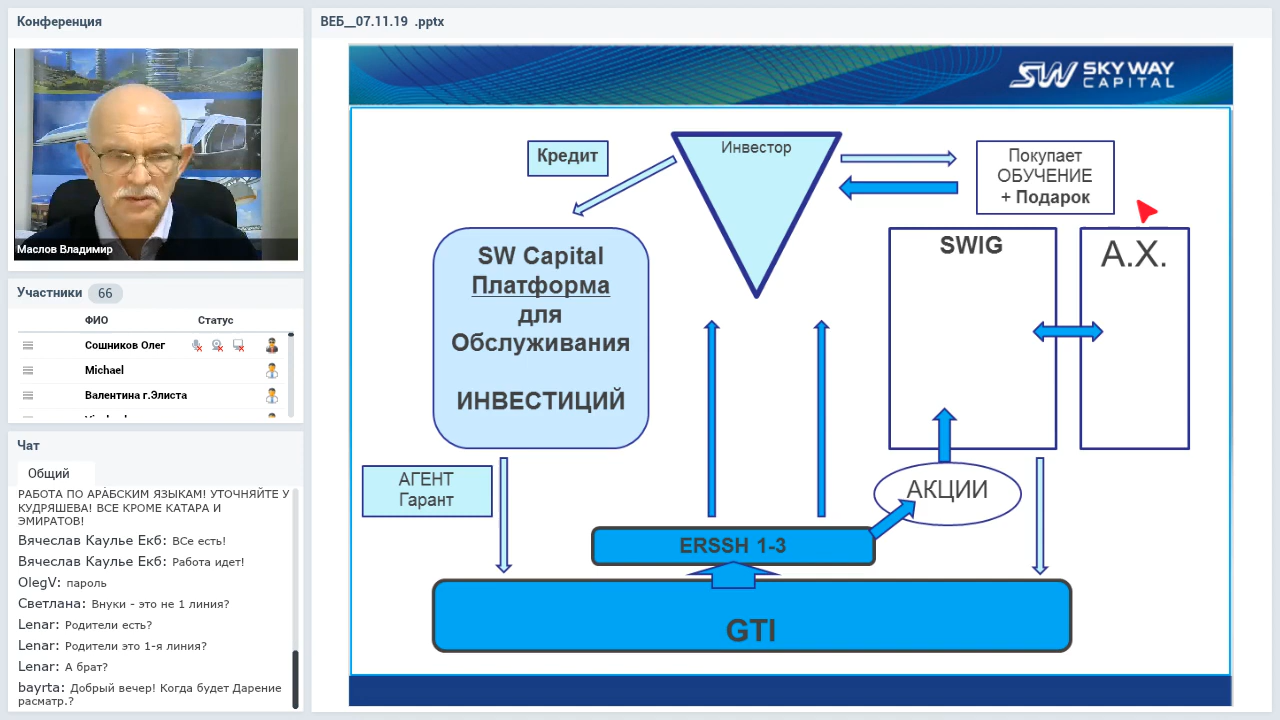 Конференция
Маслов Владимир
Участники 66
ФИО Статус
Сошников Олег
Michael
Валентина г.Элиста
Чат
Общий
РАБОТА ПО АРАБСКИМ ЯЗЫКАМ! УТОЧНЯЙТЕ У
КУДРЯШЕВА! ВСЕ КРОМЕ КАТАРА И
ЭМИРАТОВ!
Вячеслав Каулье Екб: ВСе есть!
Вячеслав Каулье Екб: Работа идет!
OlegV: пароль
Светлана: Внуки - это не 1 линия?
Lenar: Родители есть?
Lenar: Родители это 1-я линия?
Lenar: А брат?
bayrta: Добрый вечер! Когда будет Дарение
расматр.?
ВЕБ__07.11.19 .pptx
SW SKY WAY
CAPITAL
Кредит
Инвестор
Покупает
ОБУЧЕНИЕ
+ Подарок
SW Capital
Платформа
для
Обслуживания
ИНВЕСТИЦИЙ
SWIG
А.Х.
АГЕНТ
Гарант
АКЦИИ
ERSSH 1-3
GTI